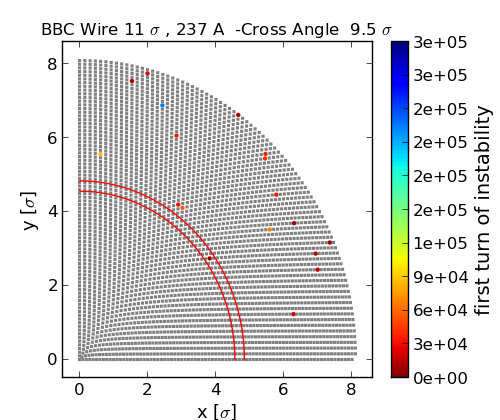 BBC Wire 11 σ , 237 A  -Cross Angle  9.5 σ
8
6
4
2
0
y [σ]
0
2
4
6
8
x [σ]
3e+05
3e+05
2e+05
2e+05
2e+05
2e+05
1e+05
9e+04
6e+04
3e+04
0e+00
first turn of instability